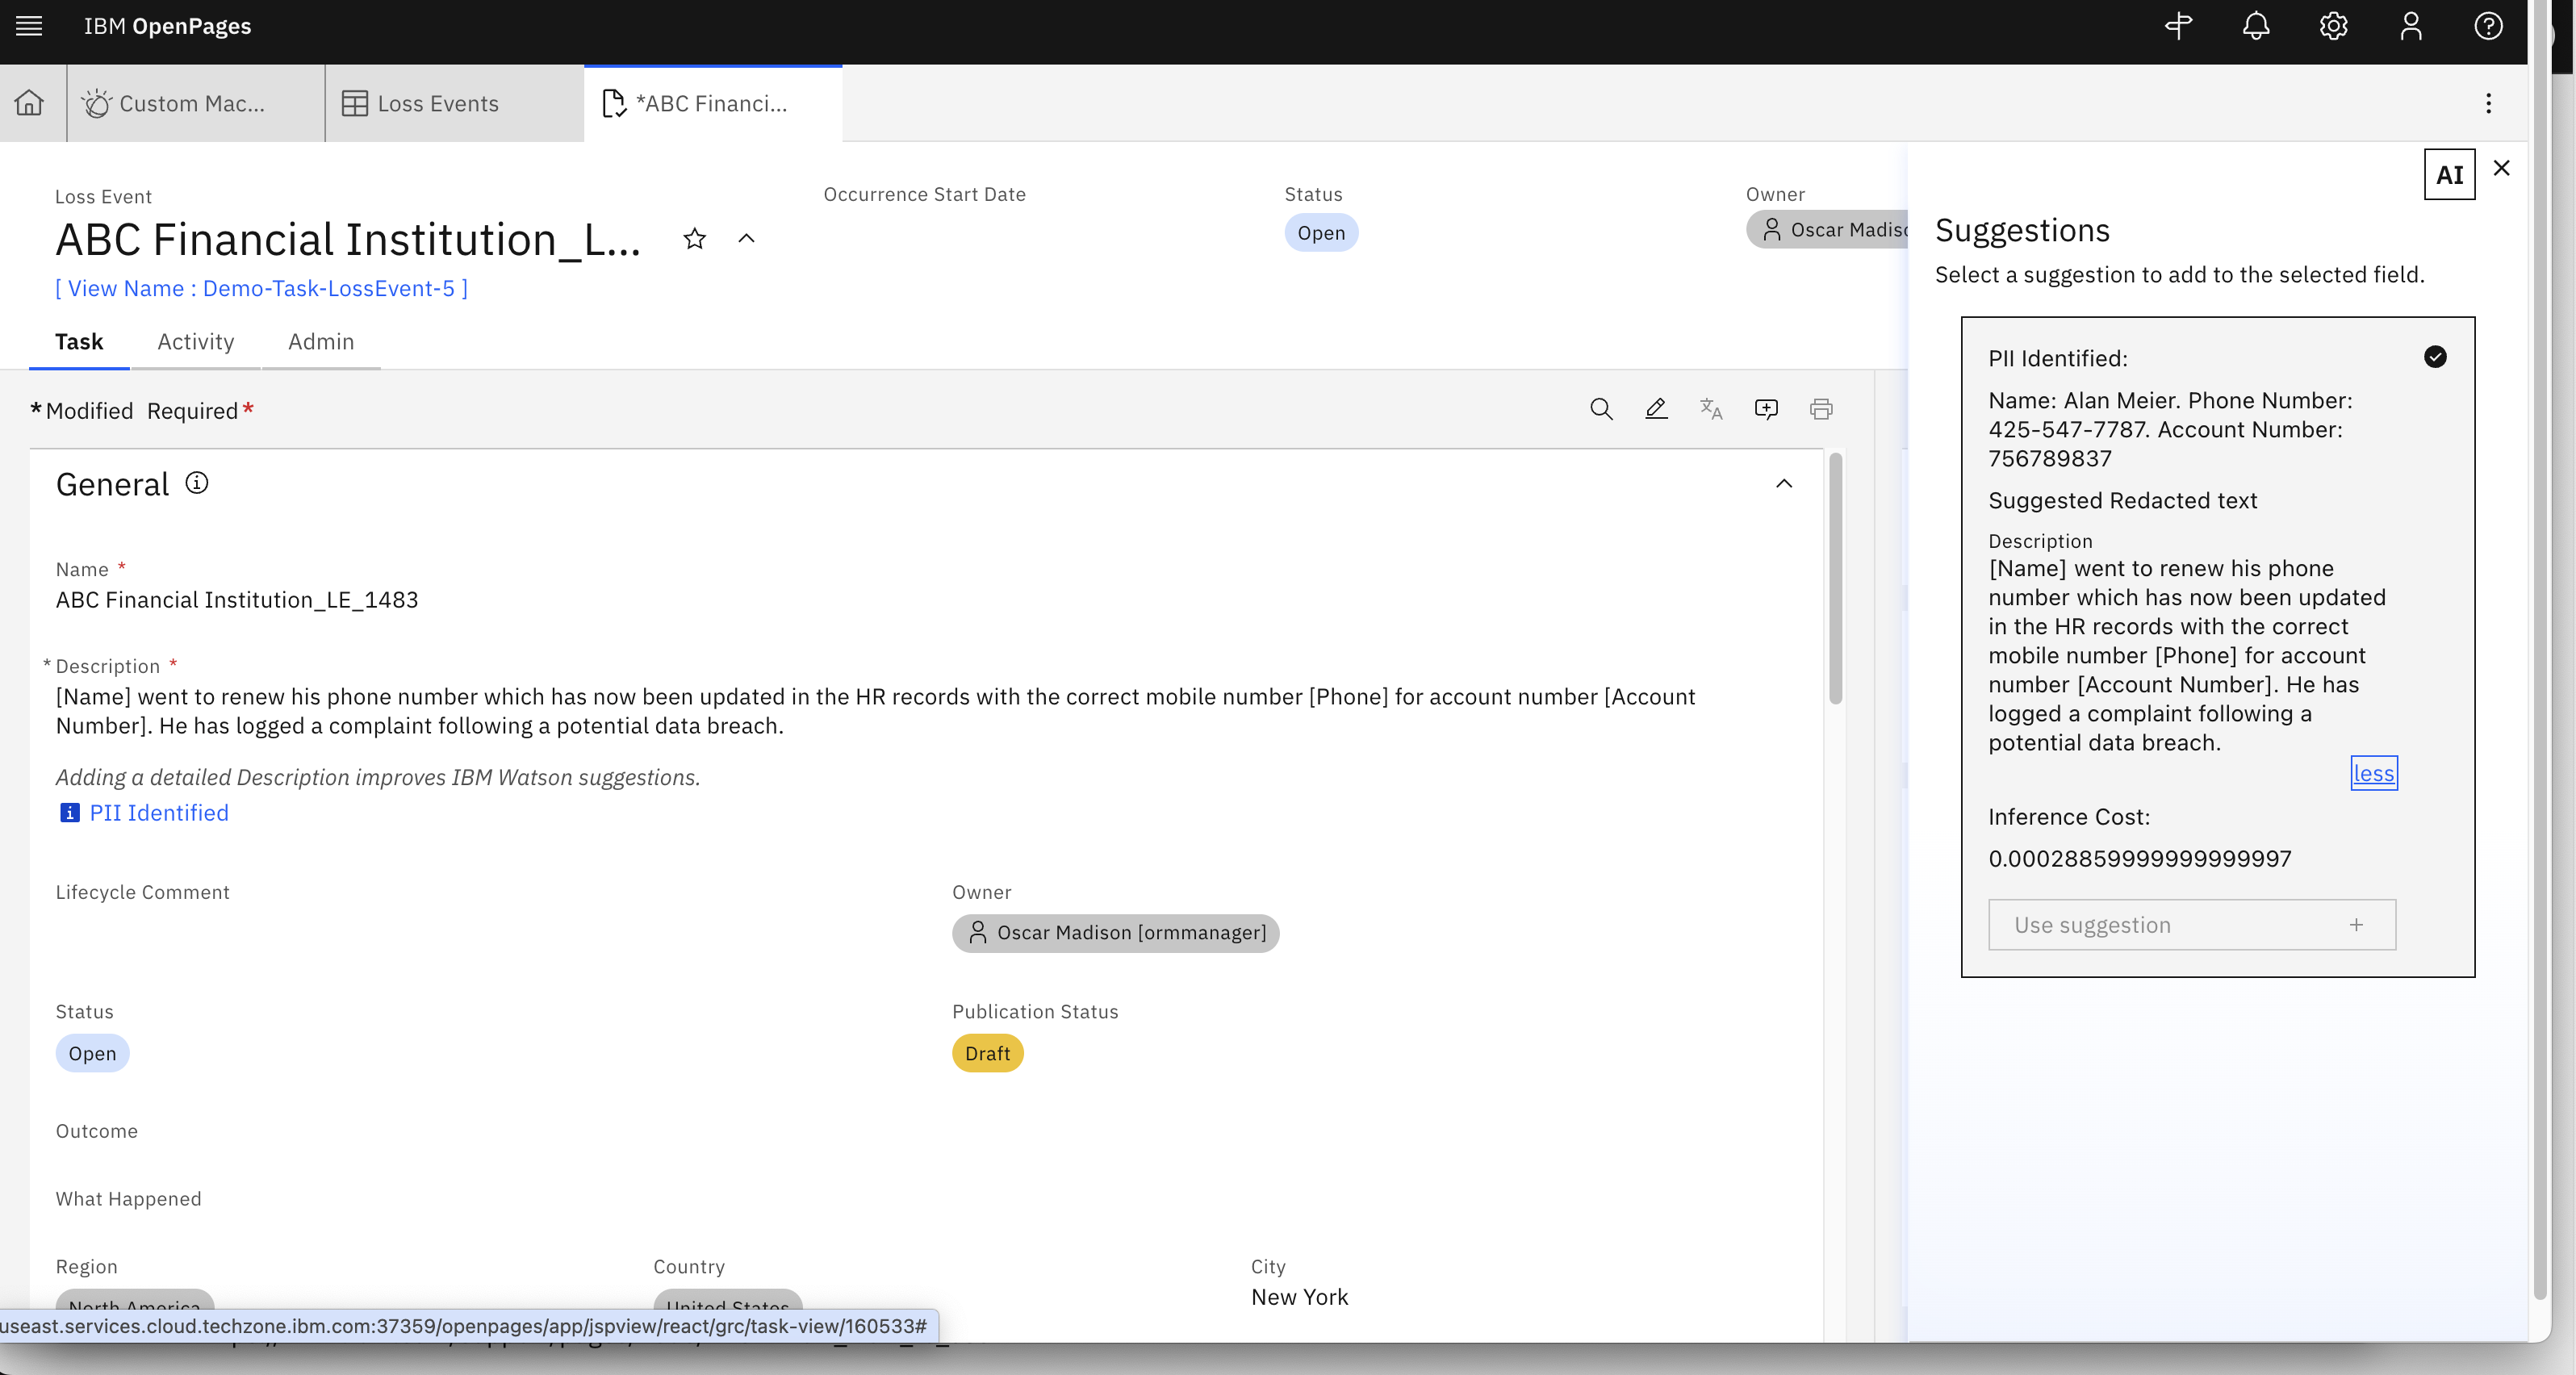 IBM OpenPages
Custom Mac...
Loss Events
*ABC Financi...
Loss Event
ABC Financial Institution_L...
[ View Name : Demo-Task-LossEvent-5 ]
Occurrence Start Date
Status
Open
Owner
Oscar Madisc
Task
Activity
Admin
* Modified Required *
General
Name *
ABC Financial Institution_LE_1483
* Description *
[Name] went to renew his phone number which has now been updated in the HR records with the correct mobile number [Phone] for account number [Account
Number]. He has logged a complaint following a potential data breach.
Adding a detailed Description improves IBM Watson suggestions.
PII Identified
Lifecycle Comment
Owner
Oscar Madison [ormmanager]
Status
Open
Publication Status
Draft
Outcome
What Happened
Region
North America
Country
United States
City
New York
useast.services.cloud.techzone.ibm.com:37359/openpages/app/jspview/react/grc/task-view/160533#
AI
Suggestions
Select a suggestion to add to the selected field.
PII Identified:
Name: Alan Meier. Phone Number:
425-547-7787. Account Number:
756789837
Suggested Redacted text
Description
[Name] went to renew his phone
number which has now been updated
in the HR records with the correct
mobile number [Phone] for account
number [Account Number]. He has
logged a complaint following a
potential data breach.
less
Inference Cost:
0.00028859999999999997
Use suggestion